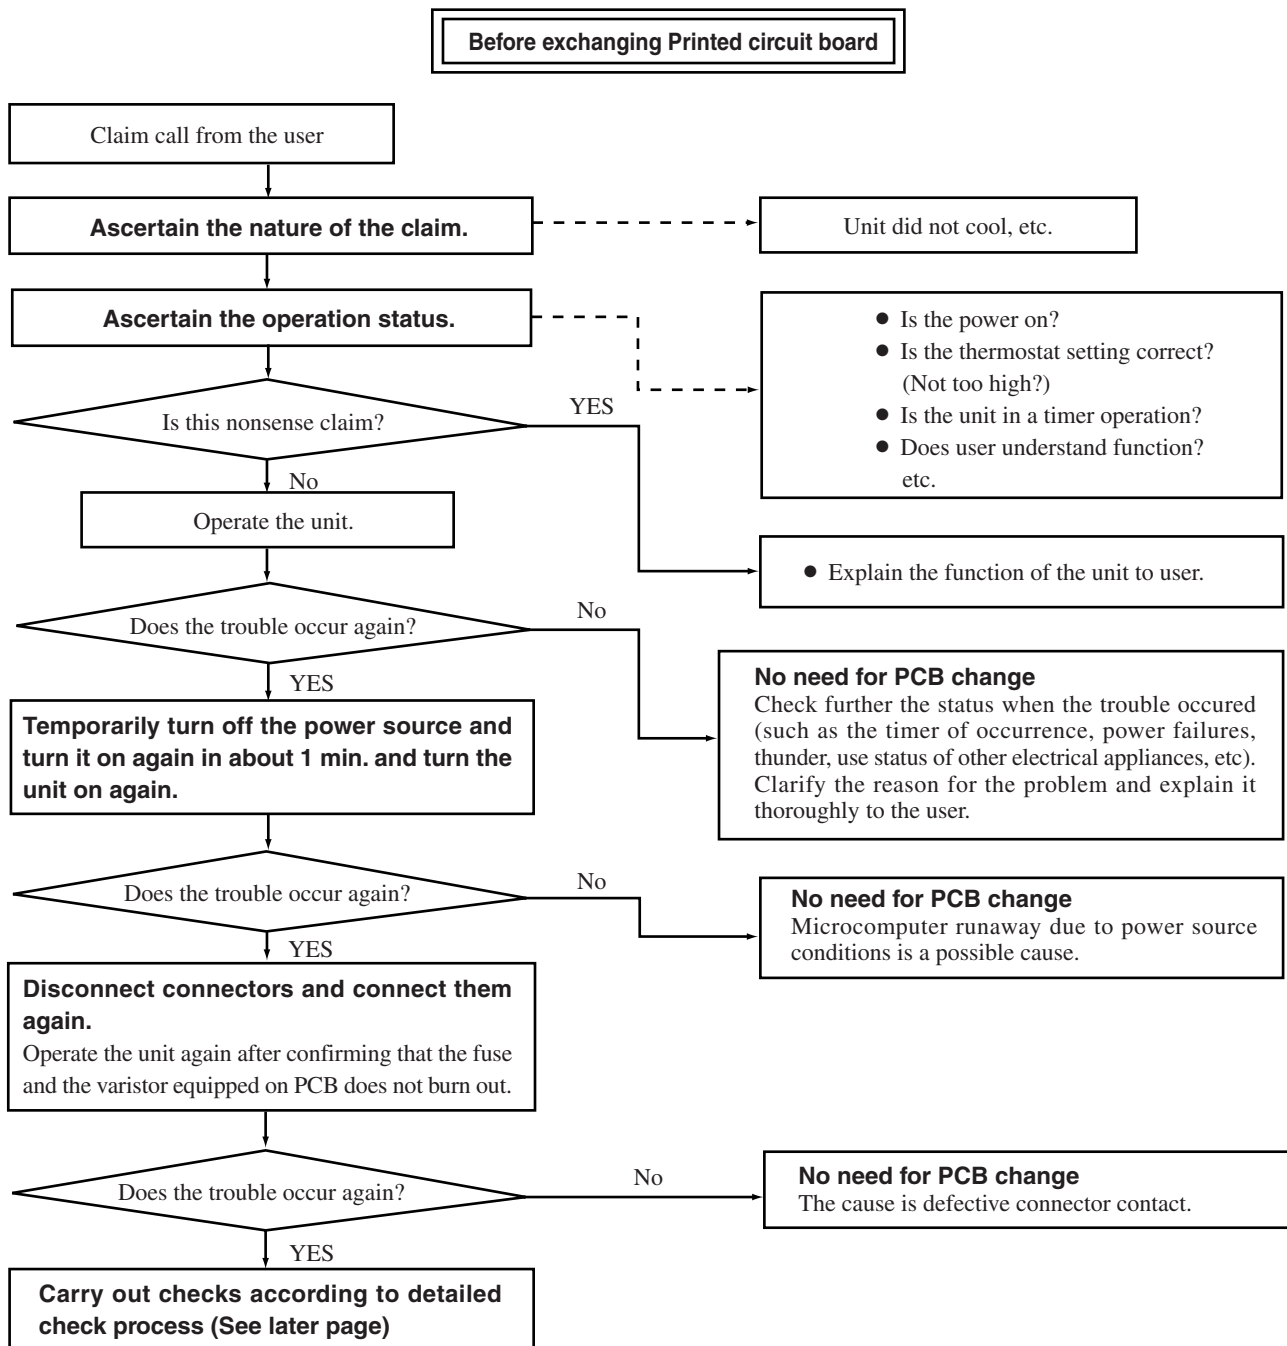 Before exchanging Printed circuit board
Claim call from the user
Ascertain the nature of the claim.
Unit did not cool, etc.
Ascertain the operation status.
● Is the power on?
● Is the thermostat setting correct?
(Not too high?)
● Is the unit in a timer operation?
● Does user understand function?
etc.
Is this nonsense claim?
YES
No
Operate the unit.
● Explain the function of the unit to user.
Does the trouble occur again?
No
YES
No need for PCB change
Check further the status when the trouble occured
(such as the timer of occurrence, power failures,
thunder, use status of other electrical appliances, etc).
Clarify the reason for the problem and explain it
thoroughly to the user.
Temporarily turn off the power source and
turn it on again in about 1 min. and turn the
unit on again.
Does the trouble occur again?
No
YES
No need for PCB change
Microcomputer runaway due to power source
conditions is a possible cause.
Disconnect connectors and connect them
again.
Operate the unit again after confirming that the fuse
and the varistor equipped on PCB does not burn out.
Does the trouble occur again?
No
YES
No need for PCB change
The cause is defective connector contact.
Carry out checks according to detailed
check process (See later page)